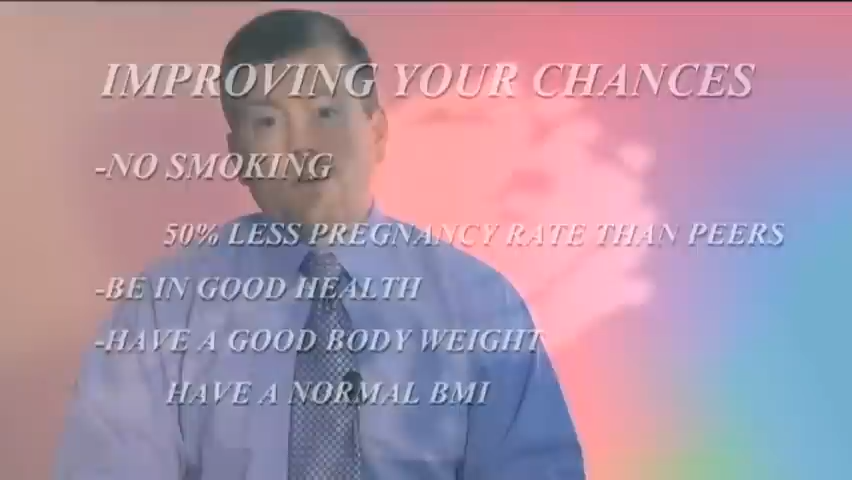 IMPROVING YOUR CHANCES
-NO SMOKING
50% LESS PREGNANCY RATE THAN PEERS
-BE IN GOOD HEALTH
-HAVE A GOOD BODY WEIGHT
HAVE A NORMAL BMI